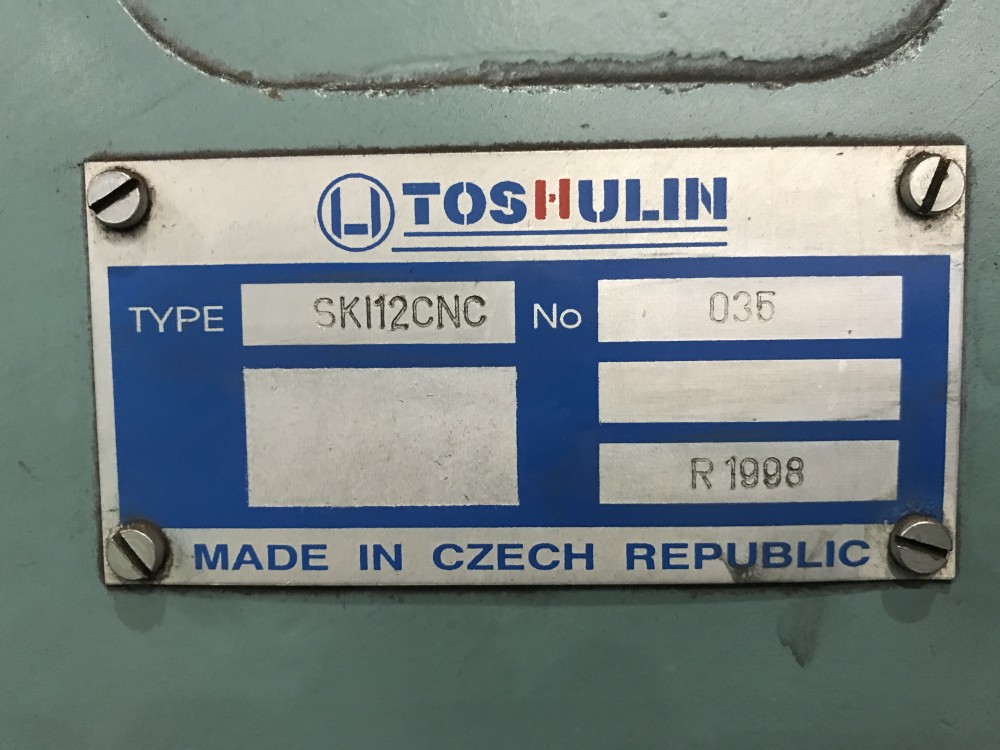 TOSHULIN
TYPE SKI12CNC No 035
R 1998
MADE IN CZECH REPUBLIC